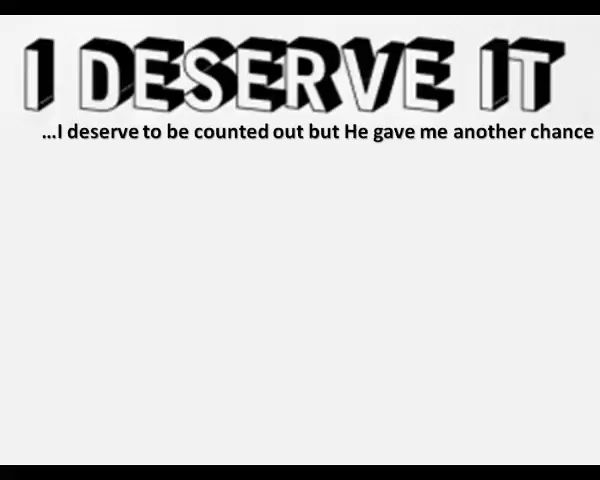 I DESERVE IT
...I deserve to be counted out but He gave me another chance